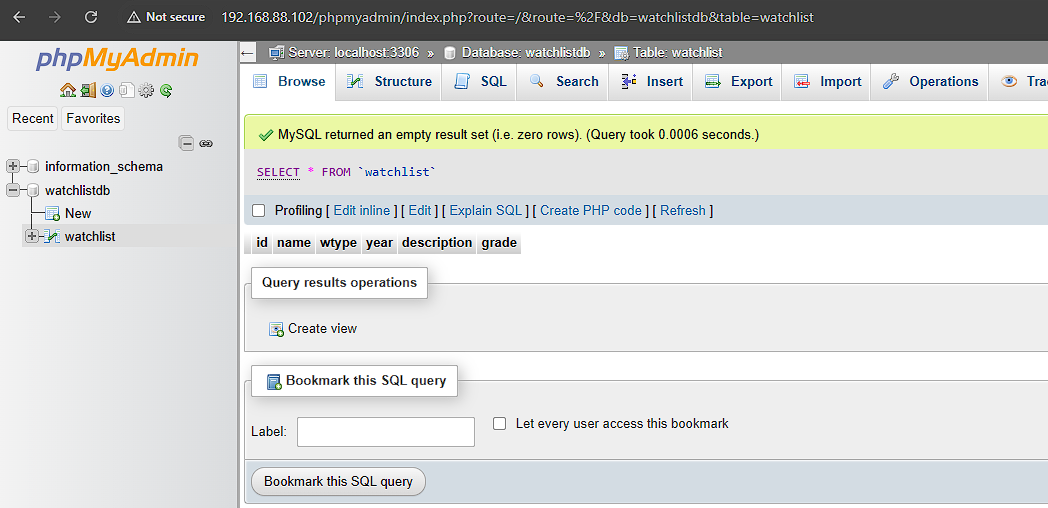 Not secure 192.168.88.102/phpmyadmin/index.php?route=/&route=%2F&db=watchlistdb&table=watchlist
phpMyAdmin
Recent Favorites
information_schema
watchlistdb
New
watchlist
Server: localhost:3306 » Database: watchlistdb » Table: watchlist
Browse Structure SQL Search Insert Export Import Operations Tra
MySQL returned an empty result set (i.e. zero rows). (Query took 0.0006 seconds.)
SELECT * FROM `watchlist`
Profiling [ Edit inline ] [ Edit ] [ Explain SQL ] [ Create PHP code ] [ Refresh ]
id name wtype year description grade
Query results operations
Create view
Bookmark this SQL query
Label: Let every user access this bookmark
Bookmark this SQL query